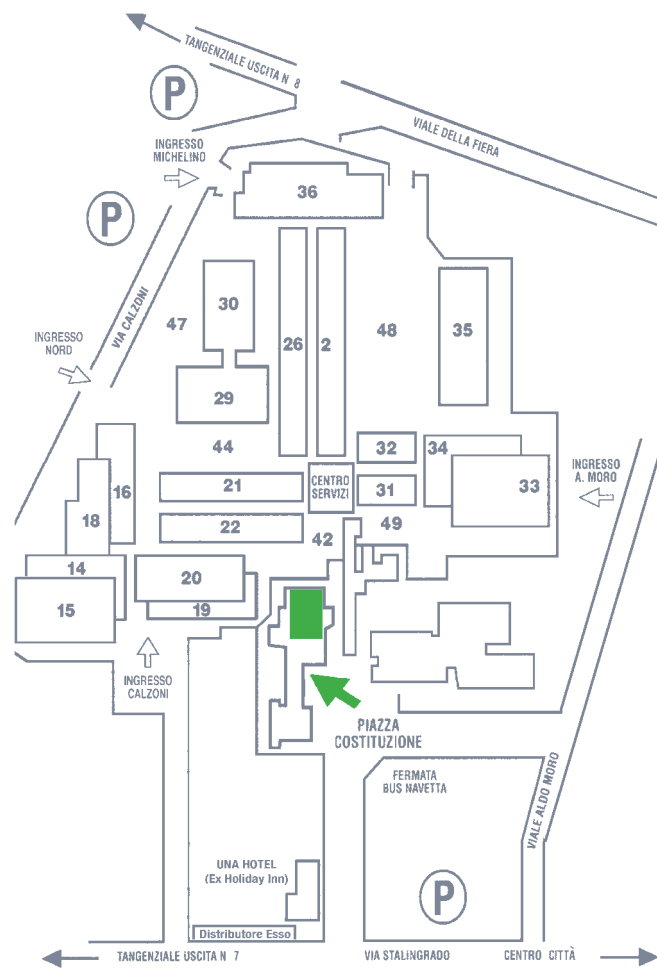 TANGENZIALE USCITA N 8
P
VIALE DELLA FIERA
INGRESSO
MICHELINO
36
P
VIA CALZONI
30
47
26
2
48
35
INGRESSO
NORD
29
44
32
34
21
CENTRO
SERVIZI
31
33
INGRESSO
A. MORO
16
18
22
42
49
14
20
15
19
INGRESSO
CALZONI
PIAZZA
COSTITUZIONE
FERMATA
BUS NAVETTA
VIALE ALDO MORO
UNA HOTEL
(Ex Holiday Inn)
P
Distributore Esso
TANGENZIALE USCITA N 7
VIA STALINGRADO
CENTRO CITTÀ